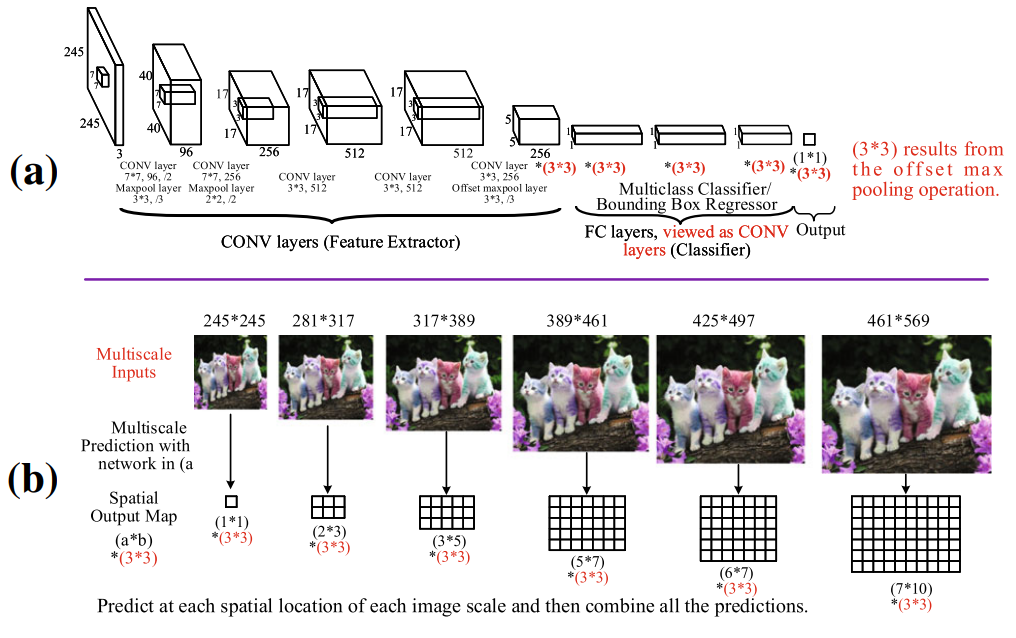 245
7
7
245
3
40
7
7
40
96
17
3
3
17
256
17
3
3
17
512
17
3
3
17
512
5
5
256
1
1
1
1
1
1
(1*1)
*(3*3)
*(3*3)
*(3*3)
*(3*3)
*(3*3)
(a)
CONV layer
7*7, 96, /2
Maxpool layer
3*3, /3
CONV layer
7*7, 256
Maxpool layer
2*2, /2
CONV layer
3*3, 512
CONV layer
3*3, 512
CONV layer
3*3, 256
Offset maxpool layer
3*3, /3
Multiclass Classifier/
Bounding Box Regressor
(3*3) results from
the offset max
pooling operation.
CONV layers (Feature Extractor)
FC layers, viewed as CONV
layers (Classifier)
Output
245*245
281*317
317*389
389*461
425*497
461*569
Multiscale
Inputs
Multiscale
Prediction with
network in (a
(b)
Spatial
Output Map
(a*b)
*(3*3)
(1*1)
*(3*3)
(2*3)
*(3*3)
(3*5)
*(3*3)
(5*7)
*(3*3)
(6*7)
*(3*3)
(7*10)
*(3*3)
Predict at each spatial location of each image scale and then combine all the predictions.